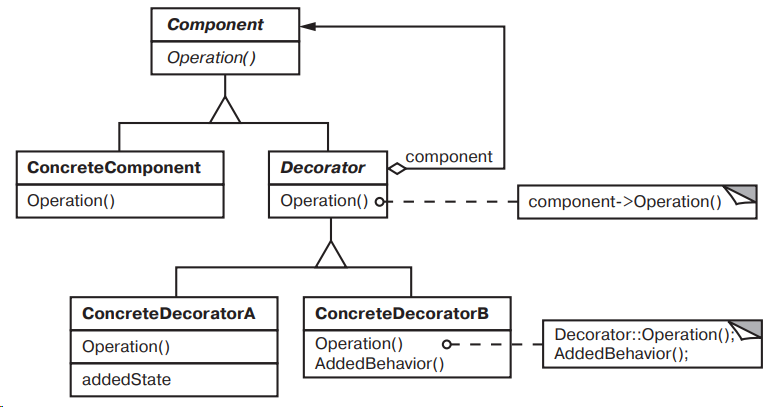 Component
Operation()
component
ConcreteComponent
Operation()
Decorator
Operation()
component->Operation()
ConcreteDecoratorA
Operation()
addedState
ConcreteDecoratorB
Operation()
AddedBehavior()
Decorator::Operation();
AddedBehavior();